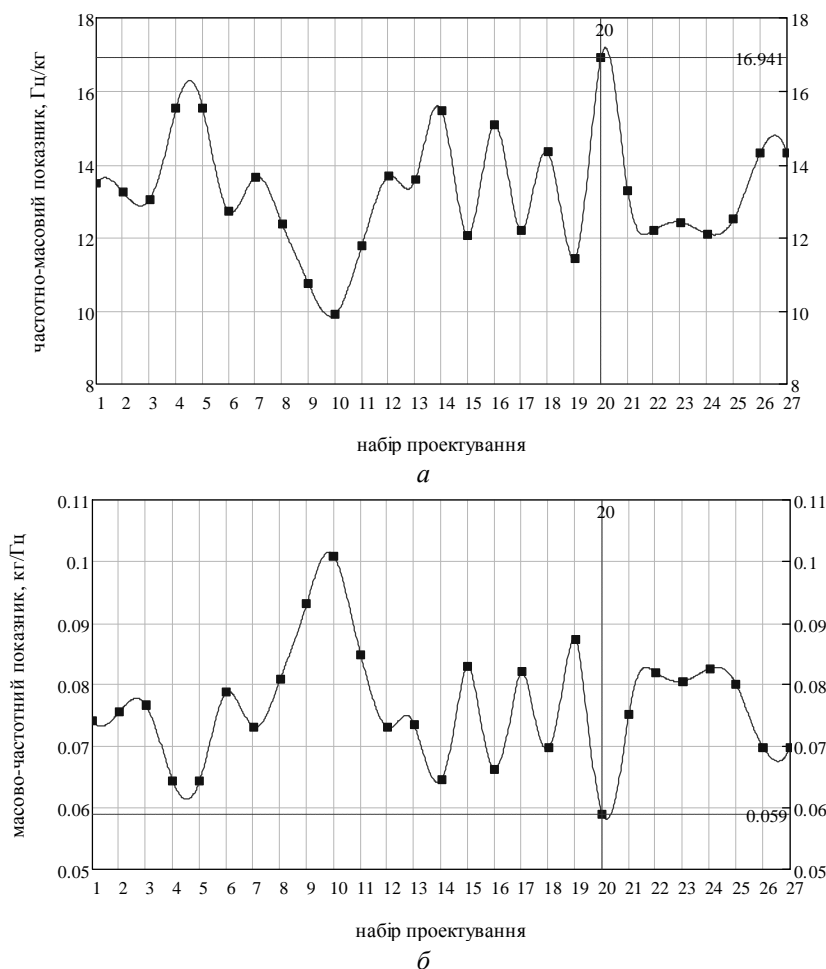 частотно-масовий показник, Гц/кг
18 18
20
16.941
16 16
14 14
12 12
10 10
8 8
1 2 3 4 5 6 7 8 9 10 11 12 13 14 15 16 17 18 19 20 21 22 23 24 25 26 27
набір проектування
а
масово-частотний показник, кг/Гц
0.11 0.11
20
0.1 0.1
0.09 0.09
0.08 0.08
0.07 0.07
0.06 0.06
0.059
0.05 0.05
1 2 3 4 5 6 7 8 9 10 11 12 13 14 15 16 17 18 19 20 21 22 23 24 25 26 27
набір проектування
б